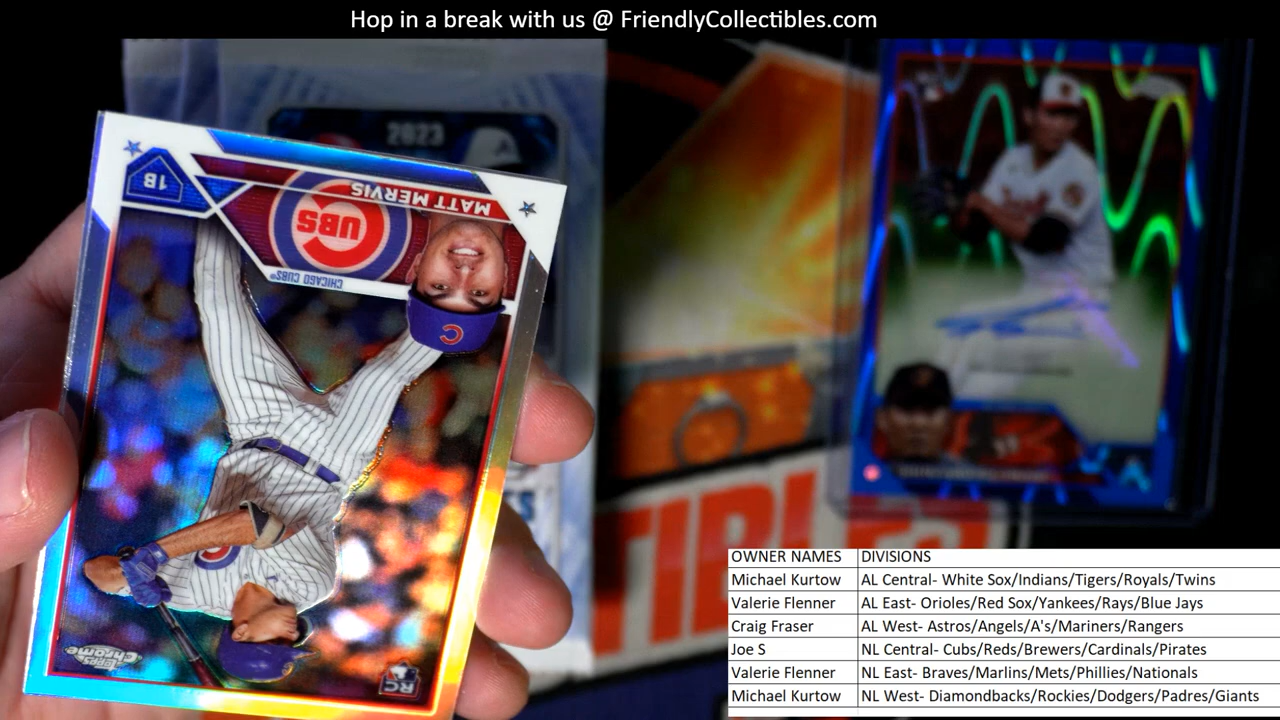 Hop in a break with us @ FriendlyCollectibles.com
2023
1B
MATT MERVIS
CUBS
CHICAGO CUBS®
C
Topps
Chrome
RC
TIBL
OWNER NAMES DIVISIONS
Michael Kurtow AL Central- White Sox/Indians/Tigers/Royals/Twins
Valerie Flenner AL East- Orioles/Red Sox/Yankees/Rays/Blue Jays
Craig Fraser AL West- Astros/Angels/A's/Mariners/Rangers
Joe S NL Central- Cubs/Reds/Brewers/Cardinals/Pirates
Valerie Flenner NL East- Braves/Marlins/Mets/Phillies/Nationals
Michael Kurtow NL West- Diamondbacks/Rockies/Dodgers/Padres/Giants